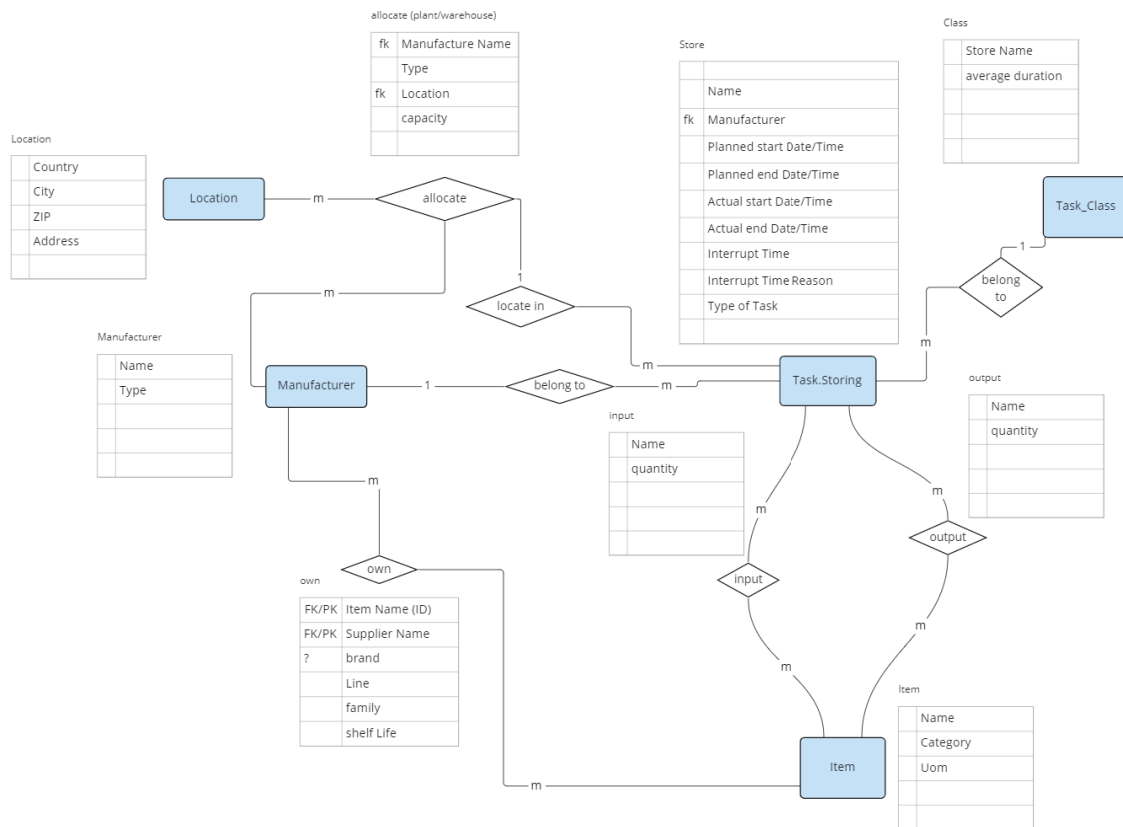 allocate (plant/warehouse)
fk Manufacture Name
Type
fk Location
capacity
Class
Store Name
average duration
Store
Name
fk Manufacturer
Planned start Date/Time
Planned end Date/Time
Actual start Date/Time
Actual end Date/Time
Interrupt Time
Interrupt Time Reason
Type of Task
Location
Country
City
ZIP
Address
Location
m
allocate
Task_Class
1
belong
to
m
1
locate in
m
m
Manufacturer
Name
Type
Manufacturer
1
belong to
m
Task.Storing
input
Name
quantity
output
Name
quantity
m
own
own
FK/PK Item Name (ID)
FK/PK Supplier Name
? brand
Line
family
shelf Life
m
m
input
m
m
output
m
Item
Name
Category
Uom
Item